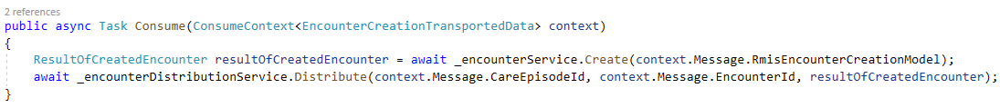 2 references
public async Task Consume(ConsumeContext<EncounterCreationTransportedData> context)
{
ResultOfCreatedEncounter resultOfCreatedEncounter = await _encounterService.Create(context.Message.RmisEncounterCreationModel);
await _encounterDistributionService.Distribute(context.Message.CareEpisodeId, context.Message.EncounterId, resultOfCreatedEncounter);
}